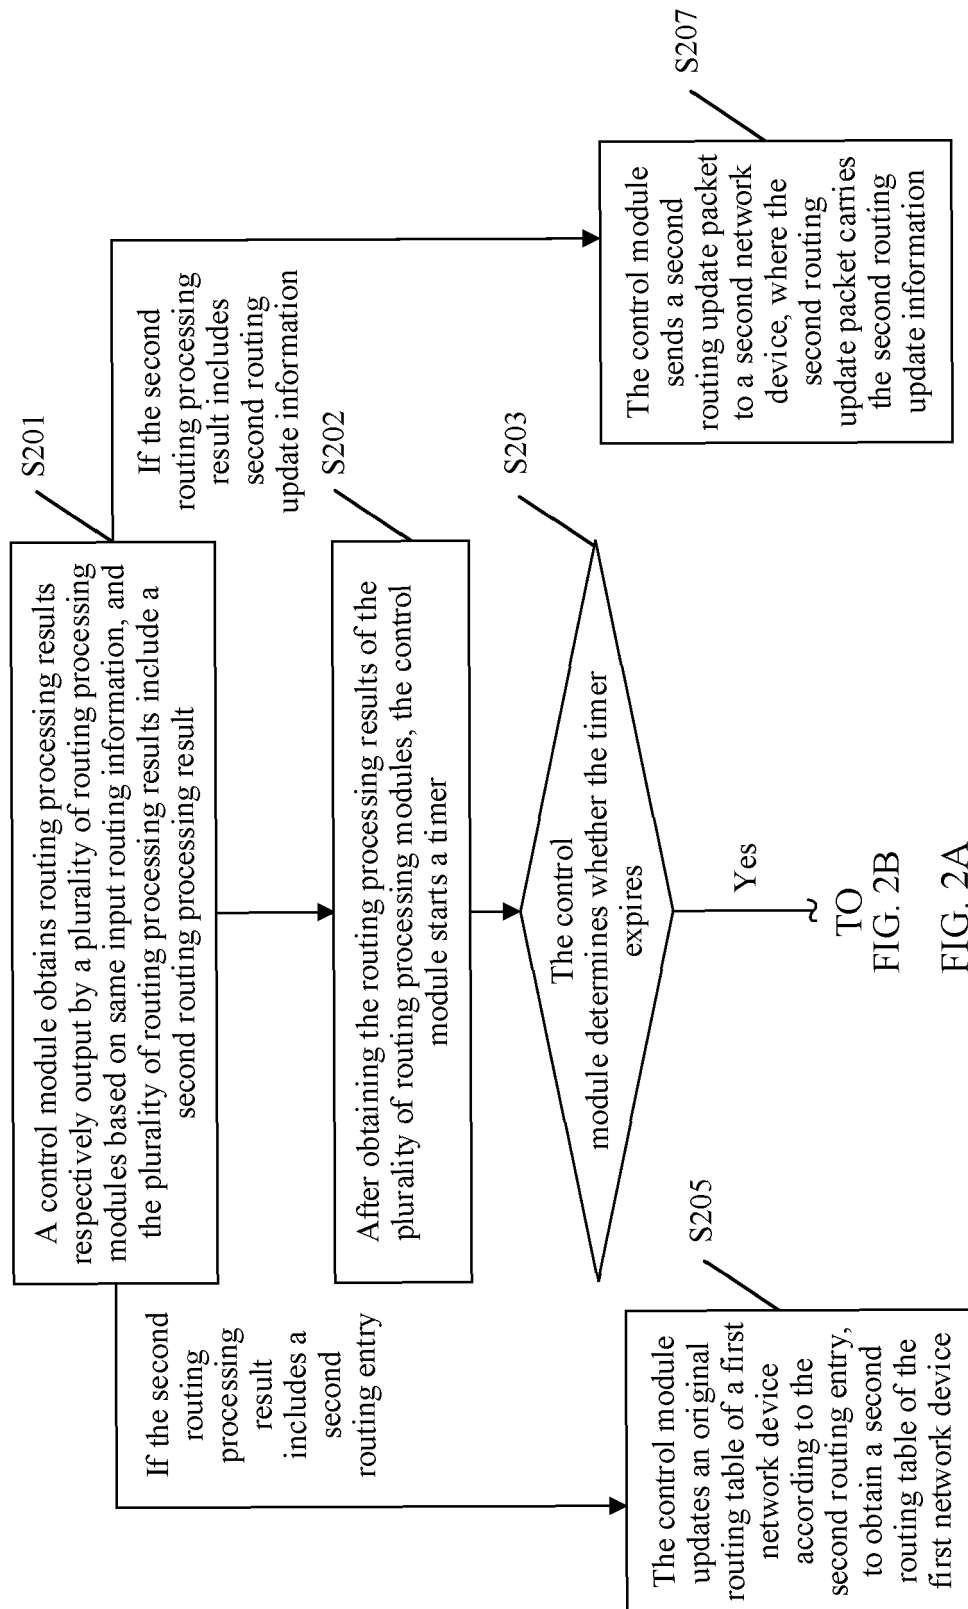 S201
A control module obtains routing processing results
respectively output by a plurality of routing processing
modules based on same input routing information, and
the plurality of routing processing results include a
second routing processing result
If the second
routing
processing
result
includes a
second
routing entry
If the second
routing processing
result includes
second routing
update information
S202
After obtaining the routing processing results of the
plurality of routing processing modules, the control
module starts a timer
S203
The control
module determines whether the timer
expires
Yes
TO
FIG. 2B
S205
The control module
updates an original
routing table of a first
network device
according to the
second routing entry,
to obtain a second
routing table of the
first network device
S207
The control module
sends a second
routing update packet
to a second network
device, where the
second routing
update packet carries
the second routing
update information
FIG. 2A